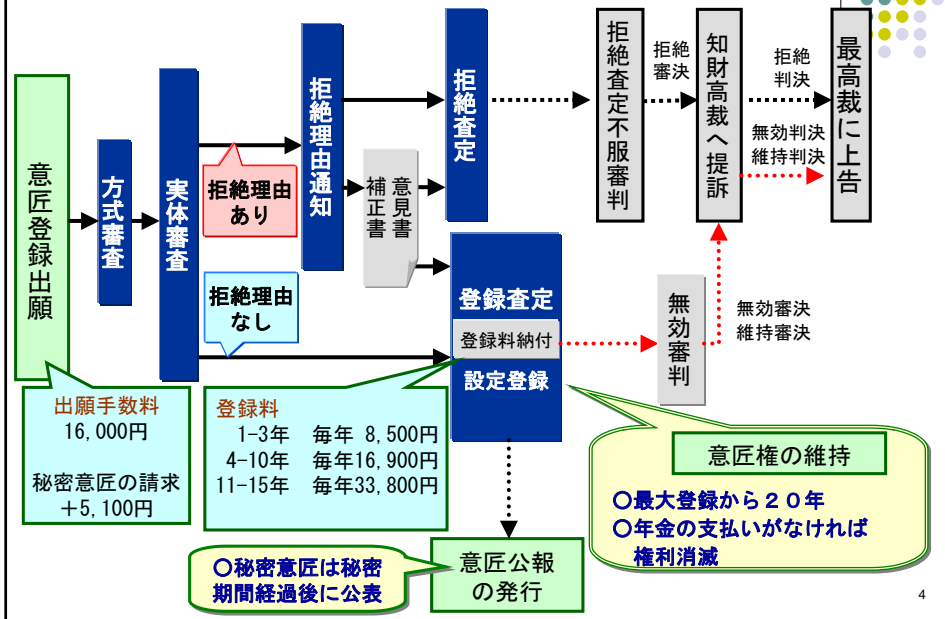 意匠登録出願
方式審査
実体審査
拒絶理由
あり
拒絶理由
なし
拒絶理由通知
意見書
補正書
拒絶査定
登録査定
登録料納付
設定登録
拒絶査定不服審判
拒絶
審決
知財高裁へ提訴
拒絶
判決
無効判決
維持判決
最高裁に上告
無効審判
無効審決
維持審決
出願手数料
16,000円
秘密意匠の請求
+5,100円
登録料
1-3年 毎年 8,500円
4-10年 毎年16,900円
11-15年 毎年33,800円
意匠権の維持
○最大登録から20年
○年金の支払いがなければ
権利消滅
○秘密意匠は秘密
期間経過後に公表
意匠公報
の発行
4